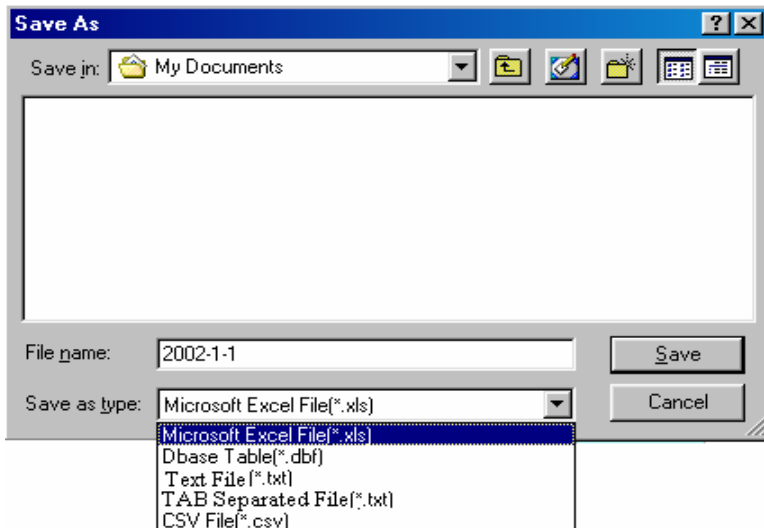 Save As
Save in: My Documents
File name: 2002-1-1 Save
Save as type: Microsoft Excel File(*.xls) Cancel
Microsoft Excel File(*.xls)
Dbase Table(*.dbf)
Text File(*.txt)
TAB Separated File(*.txt)
CSV File(*.csv)